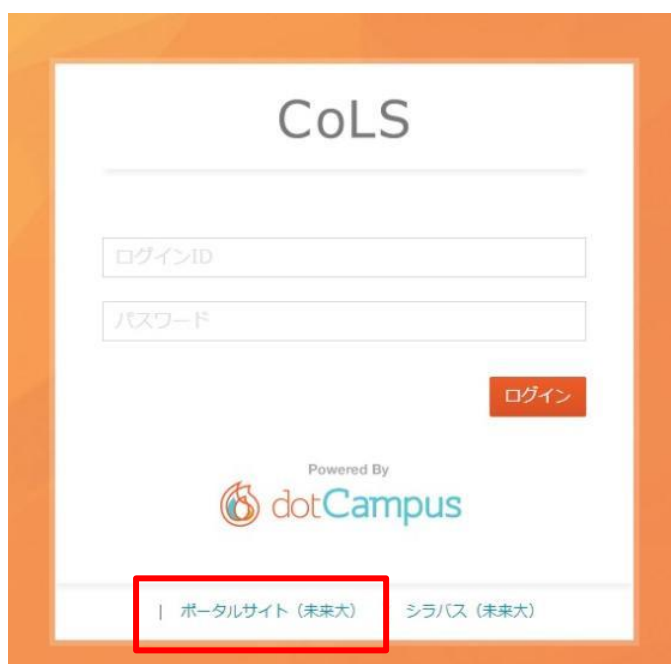 CoLS
ログインID
パスワード
ログイン
Powered By
dotCampus
| ポータルサイト（未来大） シラバス（未来大）